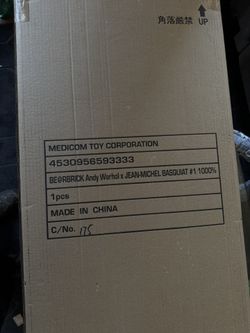 角落厳禁 UP
MEDICOM TOY CORPORATION
4530956593333
BE@RBRICK Andy Warhol x JEAN-MICHEL BASQUIAT #1 1000%
1pcs
MADE IN CHINA
C/No. 175